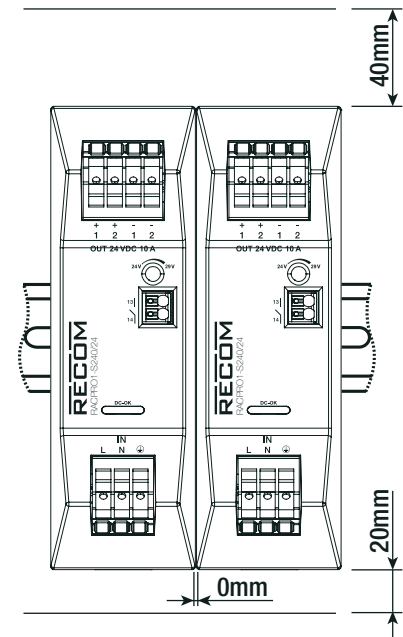 40mm
+ + - -
1 2 1 2
OUT 24 VDC 10 A
24V 29V
13
14
RECOM
RACPRO1-S240/24
DC-OK
IN
L N
+ + - -
1 2 1 2
OUT 24 VDC 10 A
24V 29V
13
14
RECOM
RACPRO1-S240/24
DC-OK
IN
L N
20mm
0mm